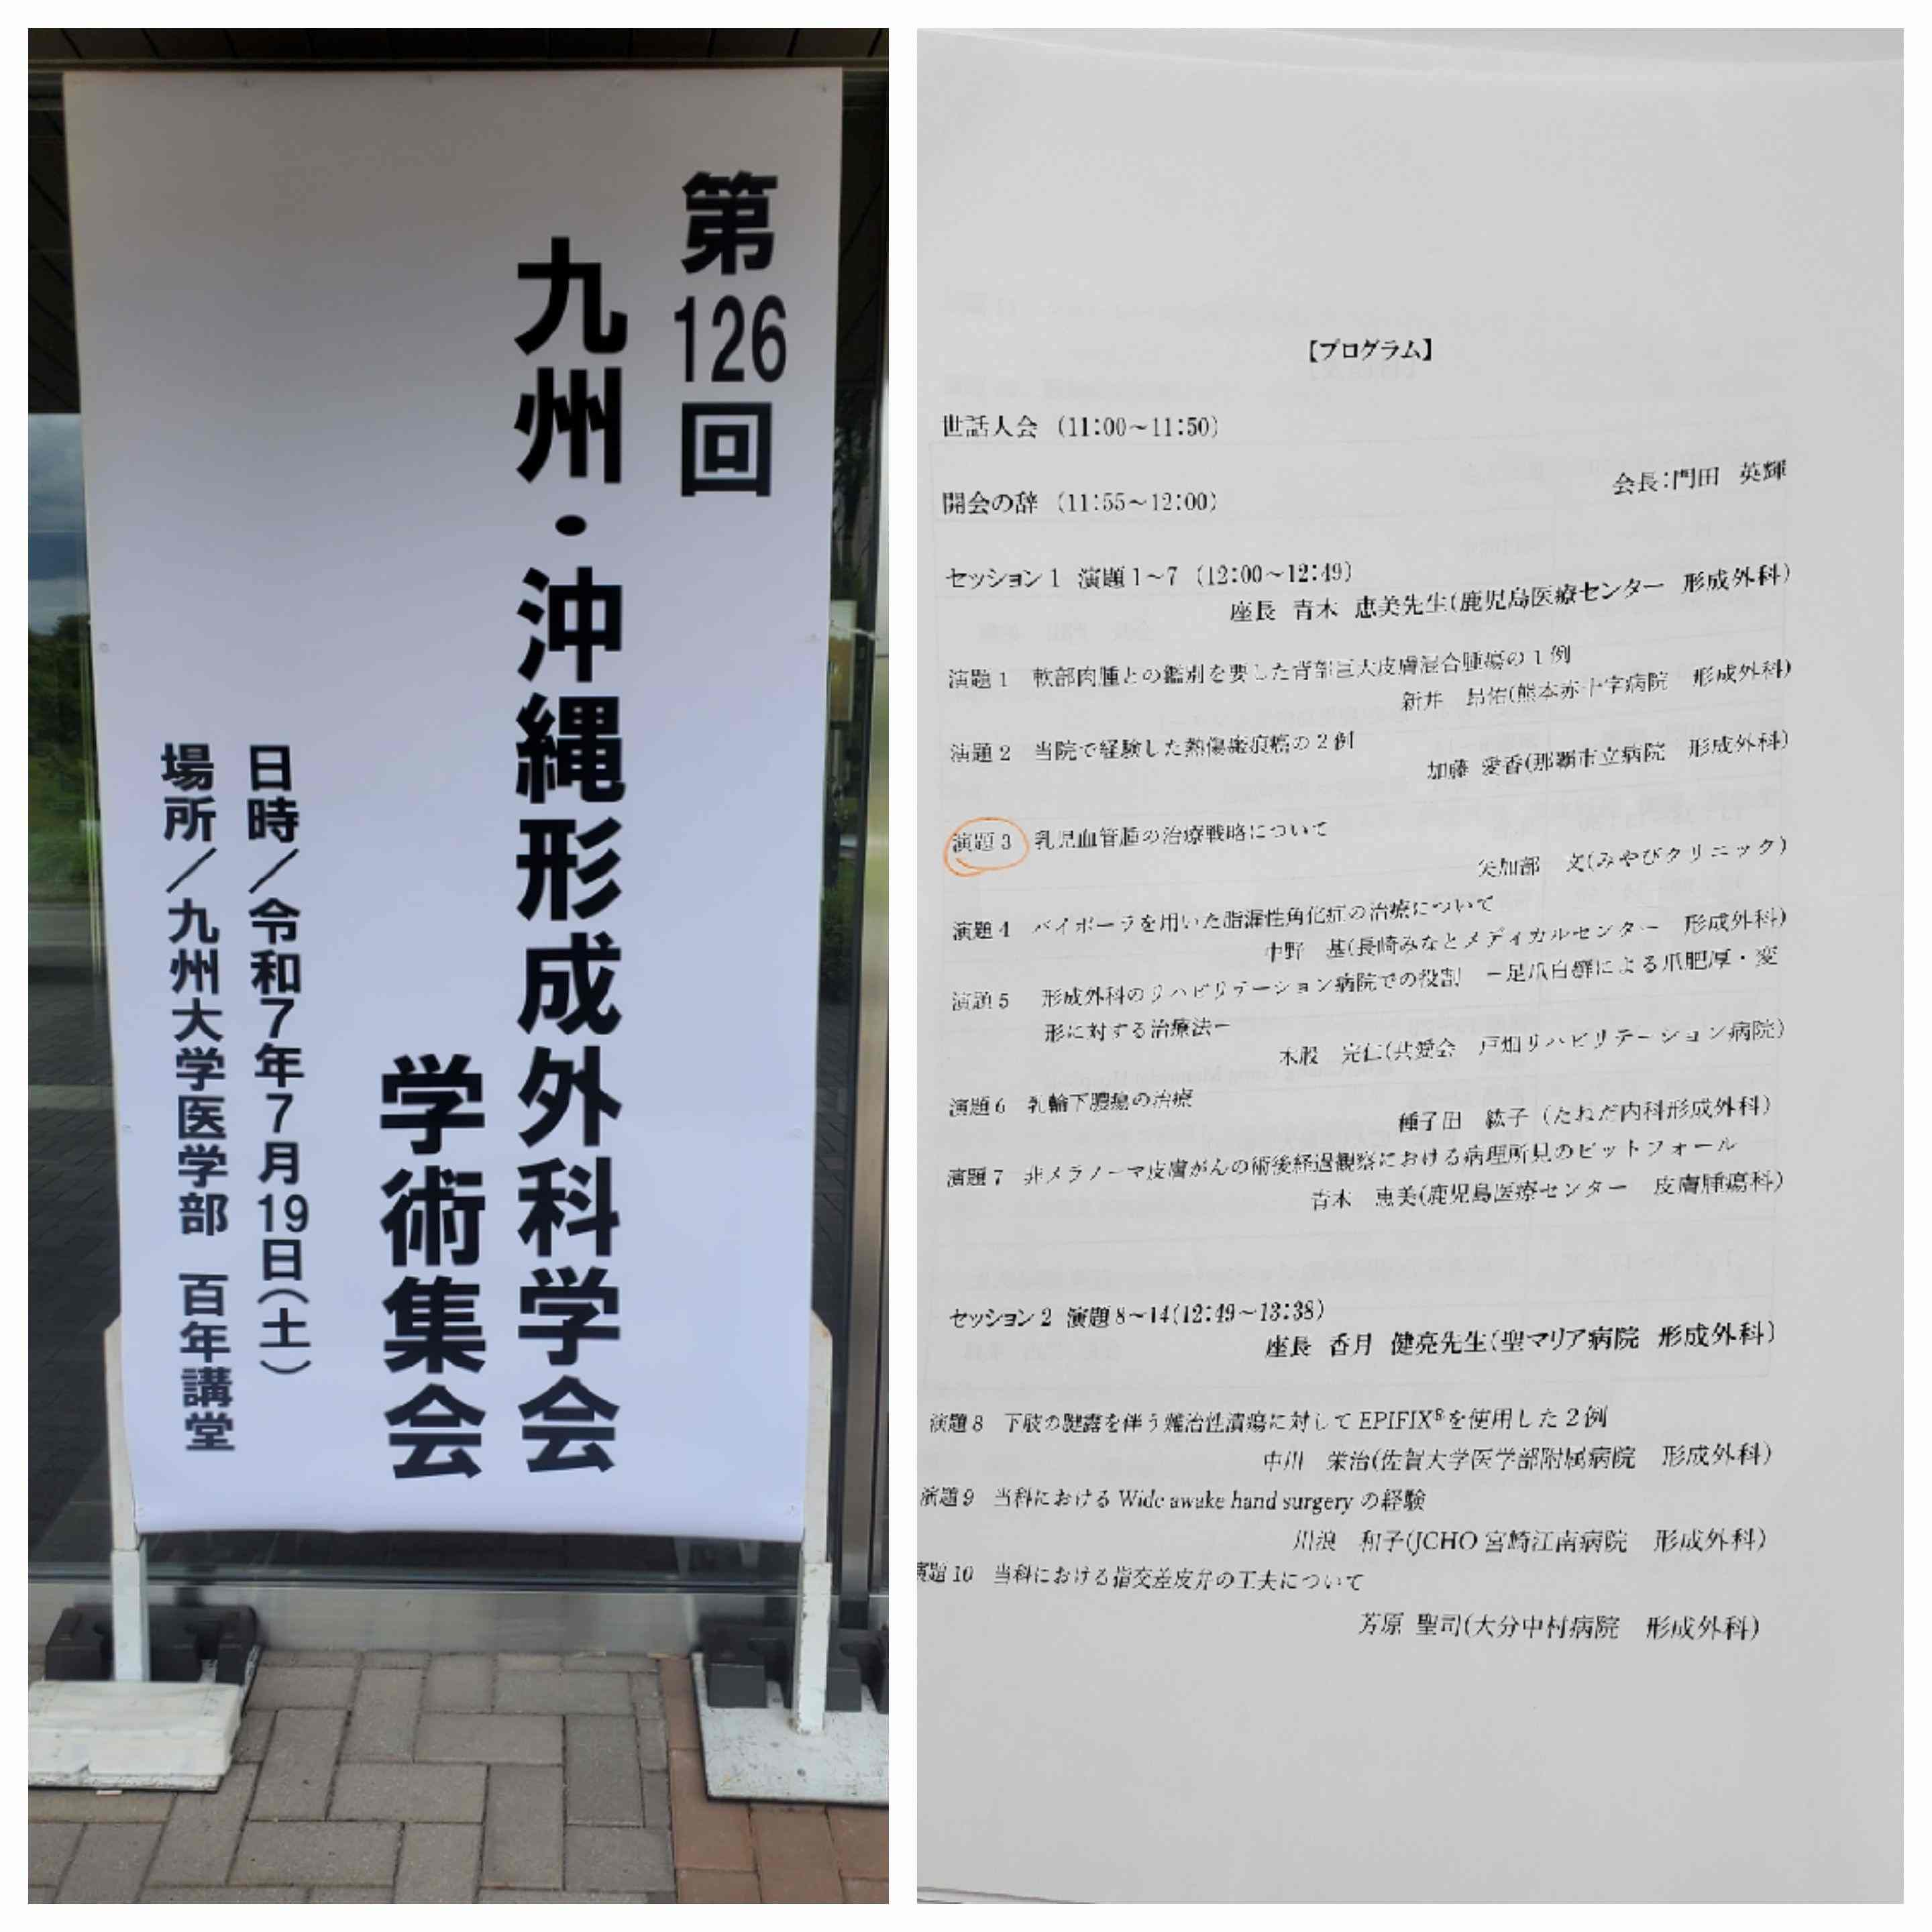 第126回
九州・沖縄形成外科学会
学術集会
日時／令和7年7月19日(土)
場所／九州大学医学部 百年講堂
【プログラム】
世話人会 (11:00～11:50)
会長:門田 英輝
開会の辞 (11:55～12:00)
セッション1 演題1～7 (12:00～12:49)
座長 青木 恵美先生(鹿児島医療センター 形成外科)
演題1 軟部肉腫との鑑別を要した背部巨大皮膚混合腫瘍の1例
新井 昂佑(熊本赤十字病院 形成外科)
演題2 当院で経験した熱傷瘢痕癌の2例
加藤 愛香(那覇市立病院 形成外科)
演題3 乳児血管腫の治療戦略について
矢加部 文(みやびクリニック)
演題4 バイポーラを用いた脂漏性角化症の治療について
中野 基(長崎みなとメディカルセンター 形成外科)
演題5 形成外科のリハビリテーション病院での役割 －足爪白癬による爪肥厚・変
形に対する治療法－
木股 完仁(共愛会 戸畑リハビリテーション病院)
演題6 乳輪下膿瘍の治療
種子田 紘子 (たねだ内科形成外科)
演題7 非メラノーマ皮膚がんの術後経過観察における病理所見のピットフォール
青木 恵美(鹿児島医療センター 皮膚腫瘍科)
セッション2 演題8～14(12:49～13:38)
座長 香月 健亮先生(聖マリア病院 形成外科)
演題8 下肢の腱露を伴う難治性潰瘍に対してEPIFIX®を使用した2例
中川 栄治(佐賀大学医学部附属病院 形成外科)
演題9 当科におけるWide awake hand surgeryの経験
川浪 和子(JCHO宮崎江南病院 形成外科)
演題10 当科における指交差皮弁の工夫について
芳原 聖司(大分中村病院 形成外科)